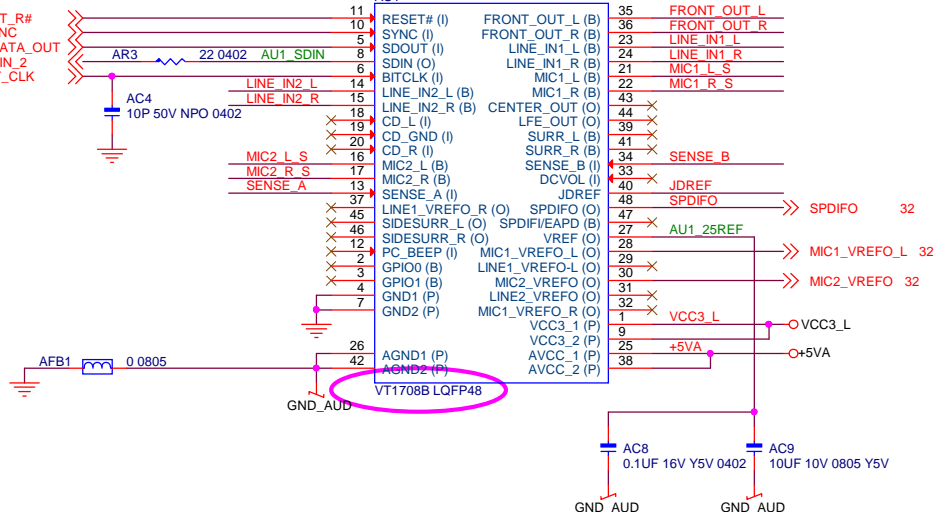 T_R#
NC
ATA_OUT
IN_2
_CLK
11 RESET# (I)
10 SYNC (I)
5 SDOUT (I)
AR3 22 0402 AU1_SDIN 8 SDIN (O)
6 BITCLK (I)
LINE_IN2_L 14 LINE_IN2_L (B)
LINE_IN2_R 15 LINE_IN2_R (B)
AC4
10P 50V NPO 0402
18 CD_L (I)
19 CD_GND (I)
20 CD_R (I)
MIC2_L_S 16 MIC2_L (B)
MIC2_R_S 17 MIC2_R (B)
SENSE_A 13 SENSE_A (I)
37 LINE1_VREFO_R (O)
45 SIDESURR_L (O)
46 SIDESURR_R (O)
12 PC_BEEP (I)
2 GPIO0 (B)
3 GPIO1 (B)
4 GND1 (P)
7 GND2 (P)
26 AGND1 (P)
42 AGND2 (P)
AFB1 0 0805
GND_AUD
VT1708B LQFP48
FRONT_OUT_L (B) 35 FRONT_OUT_L
FRONT_OUT_R (B) 36 FRONT_OUT_R
LINE_IN1_L (B) 23 LINE_IN1_L
LINE_IN1_R (B) 24 LINE_IN1_R
MIC1_L (B) 21 MIC1_L_S
MIC1_R (B) 22 MIC1_R_S
CENTER_OUT (O) 43
LFE_OUT (O) 44
SURR_L (B) 39
SURR_R (B) 41
SENSE_B (I) 34 SENSE_B
DCVOL (I) 33
JDREF 40 JDREF
SPDIFO (O) 48 SPDIFO SPDIFO 32
SPDIFI/EAPD (B) 47
VREF (O) 27 AU1_25REF
MIC1_VREFO_L (O) 28 MIC1_VREFO_L 32
LINE1_VREFO-L (O) 29
MIC2_VREFO (O) 30 MIC2_VREFO 32
LINE2_VREFO (O) 31
MIC1_VREFO_R (O) 32
VCC3_1 (P) 1 VCC3_L VCC3_L
VCC3_2 (P) 9
AVCC_1 (P) 25 +5VA +5VA
AVCC_2 (P) 38
AC8
0.1UF 16V Y5V 0402
AC9
10UF 10V 0805 Y5V
GND_AUD
GND_AUD